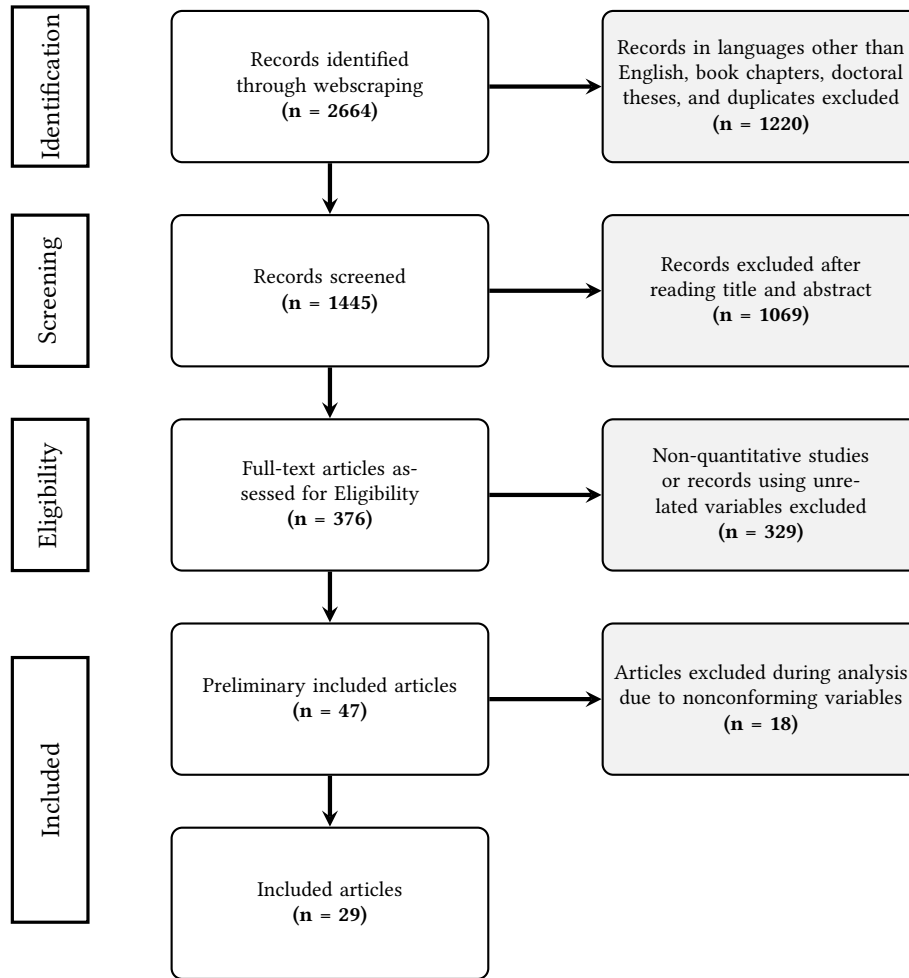 Identification
Records identified
through webscraping
(n = 2664)
Records in languages other than
English, book chapters, doctoral
theses, and duplicates excluded
(n = 1220)
Screening
Records screened
(n = 1445)
Records excluded after
reading title and abstract
(n = 1069)
Eligibility
Full-text articles as-
sessed for Eligibility
(n = 376)
Non-quantitative studies
or records using unre-
lated variables excluded
(n = 329)
Included
Preliminary included articles
(n = 47)
Articles excluded during analysis
due to nonconforming variables
(n = 18)
Included articles
(n = 29)